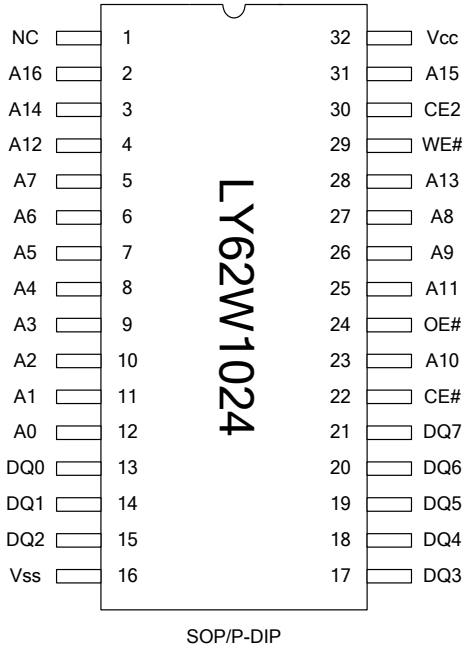 NC 1 32 Vcc
A16 2 31 A15
A14 3 30 CE2
A12 4 29 WE#
A7 5 28 A13
A6 6 27 A8
A5 7 26 A9
A4 8 25 A11
A3 9 24 OE#
A2 10 23 A10
A1 11 22 CE#
A0 12 21 DQ7
DQ0 13 20 DQ6
DQ1 14 19 DQ5
DQ2 15 18 DQ4
Vss 16 17 DQ3
LY62W1024
SOP/P-DIP